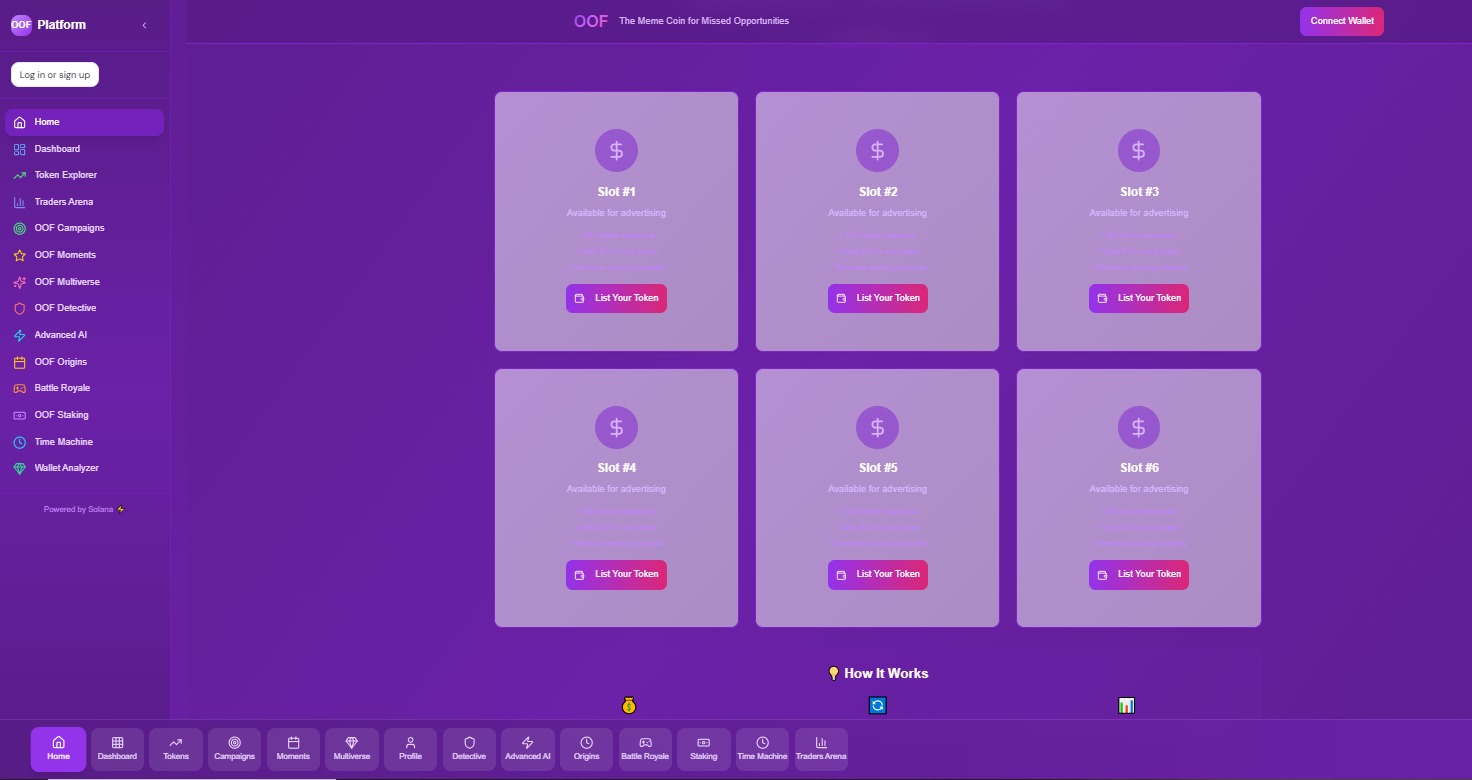 OOF Platform
Log in or sign up
Home
Dashboard
Token Explorer
Traders Arena
OOF Campaigns
OOF Moments
OOF Multiverse
OOF Detective
Advanced AI
OOF Origins
Battle Royale
OOF Staking
Time Machine
Wallet Analyzer
Powered by Solana
OOF The Meme Coin for Missed Opportunities
Connect Wallet
Slot #1
Available for advertising
List Your Token
Slot #2
Available for advertising
List Your Token
Slot #3
Available for advertising
List Your Token
Slot #4
Available for advertising
List Your Token
Slot #5
Available for advertising
List Your Token
Slot #6
Available for advertising
List Your Token
How It Works
Home
Dashboard
Tokens
Campaigns
Moments
Multiverse
Profile
Detective
Advanced AI
Origins
Battle Royale
Staking
Time Machine
Traders Arena